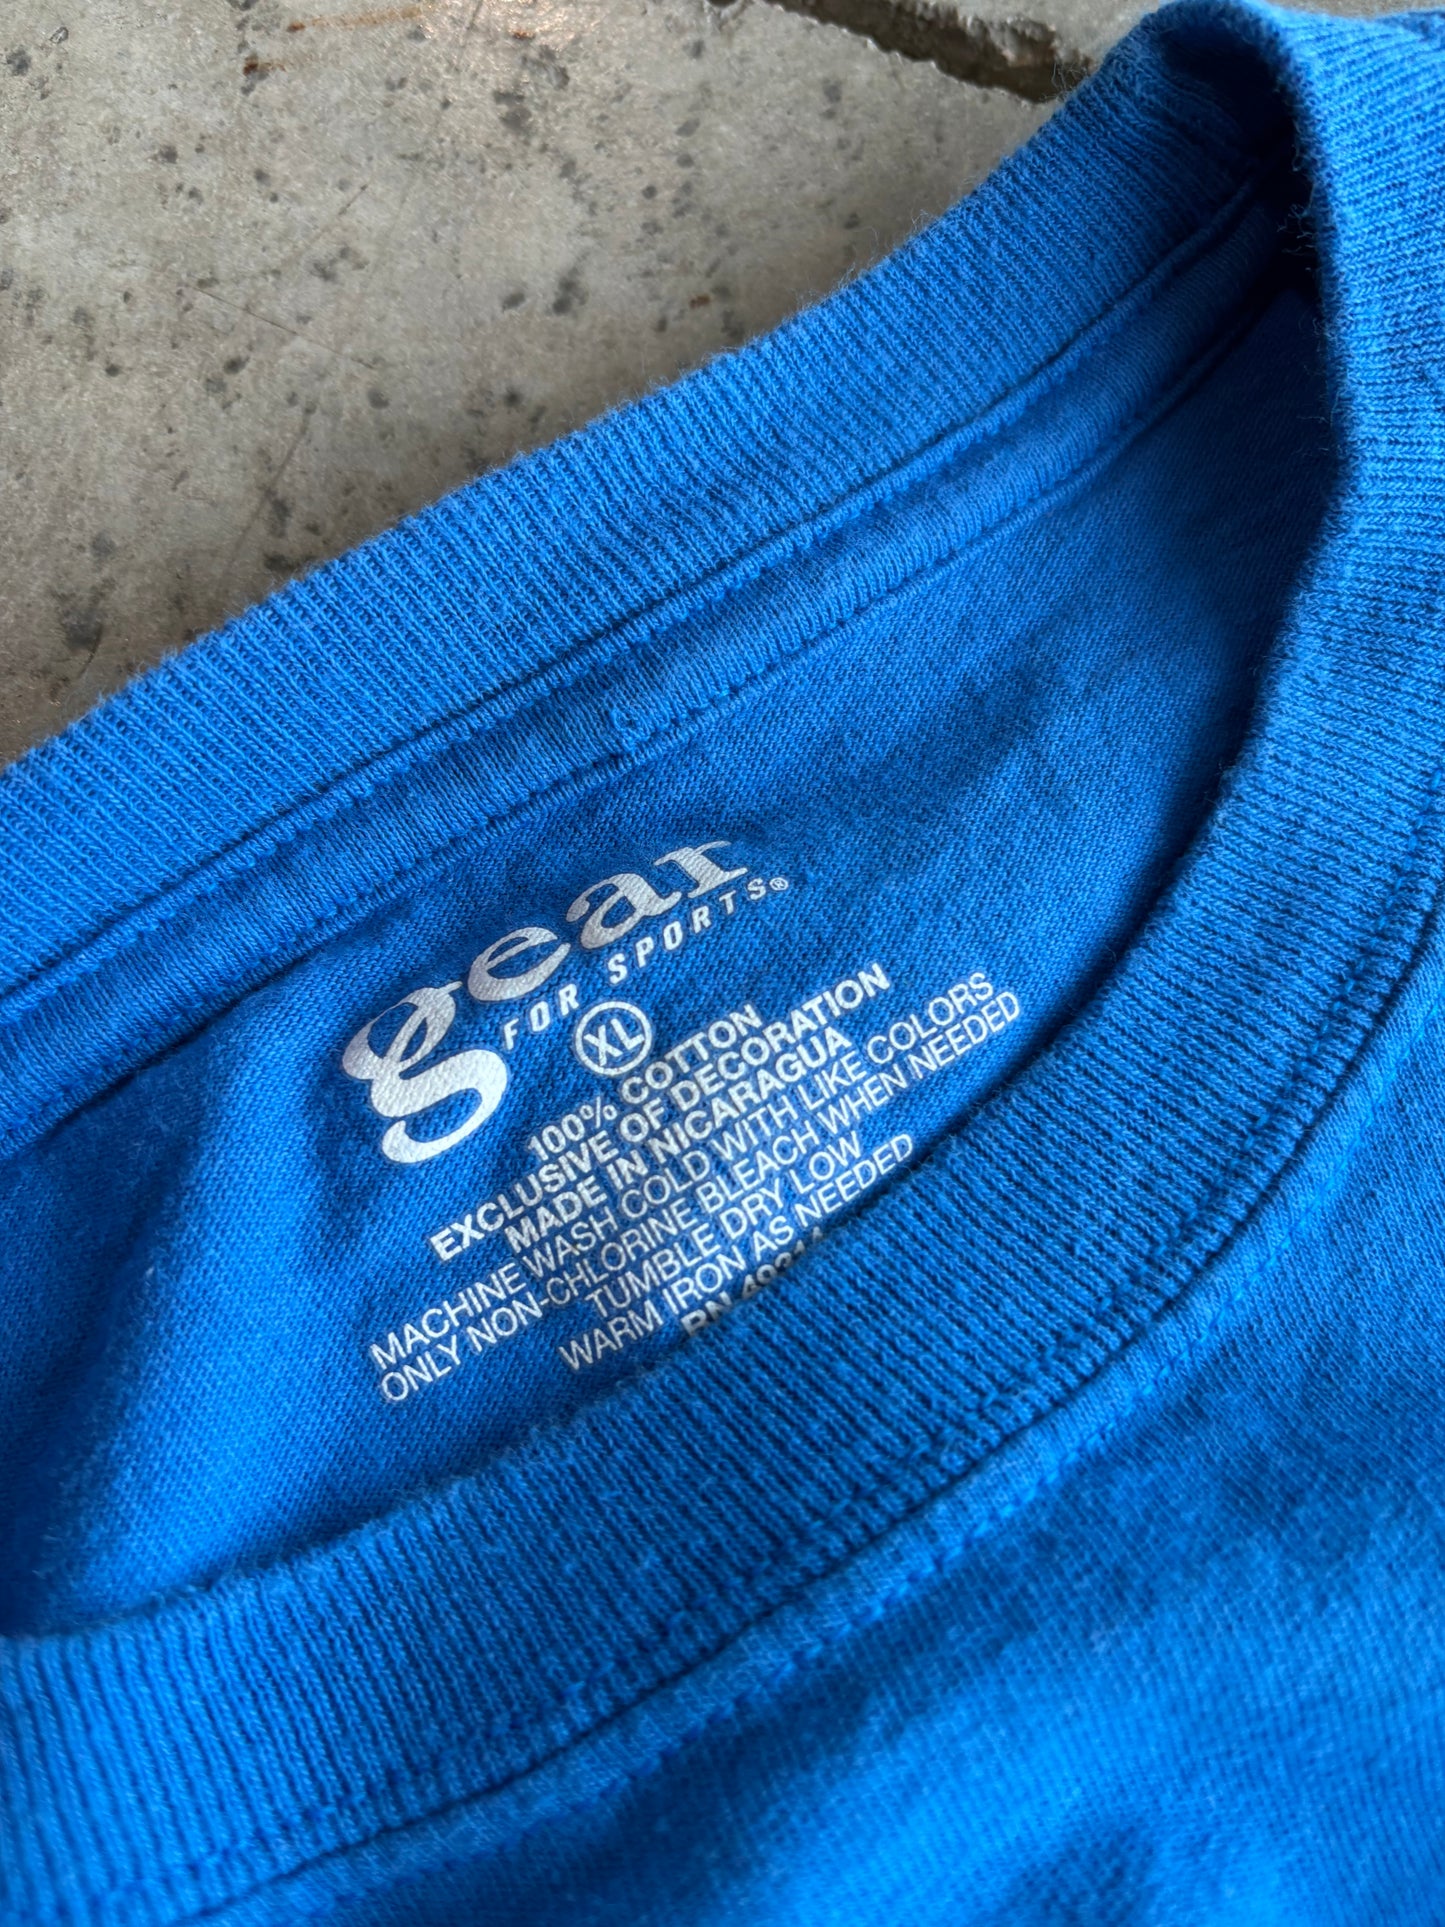 gear
FOR SPORTS®
XL
100% COTTON
EXCLUSIVE OF DECORATION
MADE IN NICARAGUA
MACHINE WASH COLD WITH LIKE COLORS
ONLY NON-CHLORINE BLEACH WHEN NEEDED
TUMBLE DRY LOW
WARM IRON AS NEEDED
RN